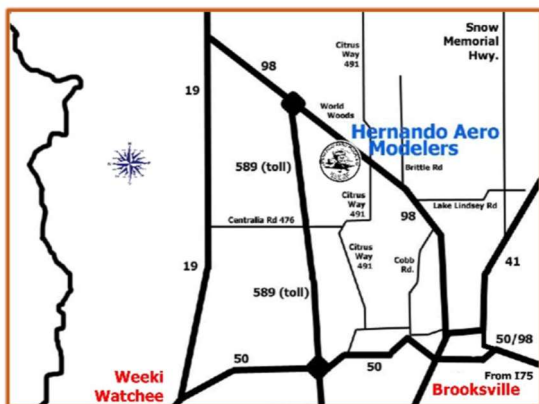 Citrus
Way
491
Snow
Memorial
Hwy.
98
19
World
Woods
Hernando Aero
Modelers
589 (toll)
Brittle Rd
Citrus
Way
491
Lake Lindsey Rd
98
Centralia Rd 476
Citrus
Way
491
Cobb
Rd.
19
41
589 (toll)
50/98
50
50
From I75
Weeki
Watchee
Brooksville